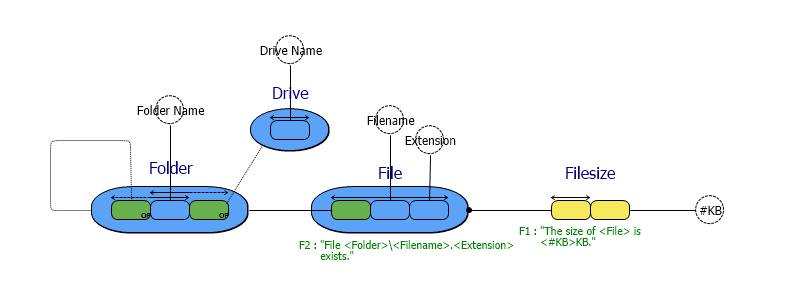 Drive Name
Drive
Folder Name
Filename
Extension
Folder
File
Filesize
OP
OP
#KB
F2 : "File <Folder>\<Filename>.<Extension>
exists."
F1 : "The size of <File> is
<#KB>KB."